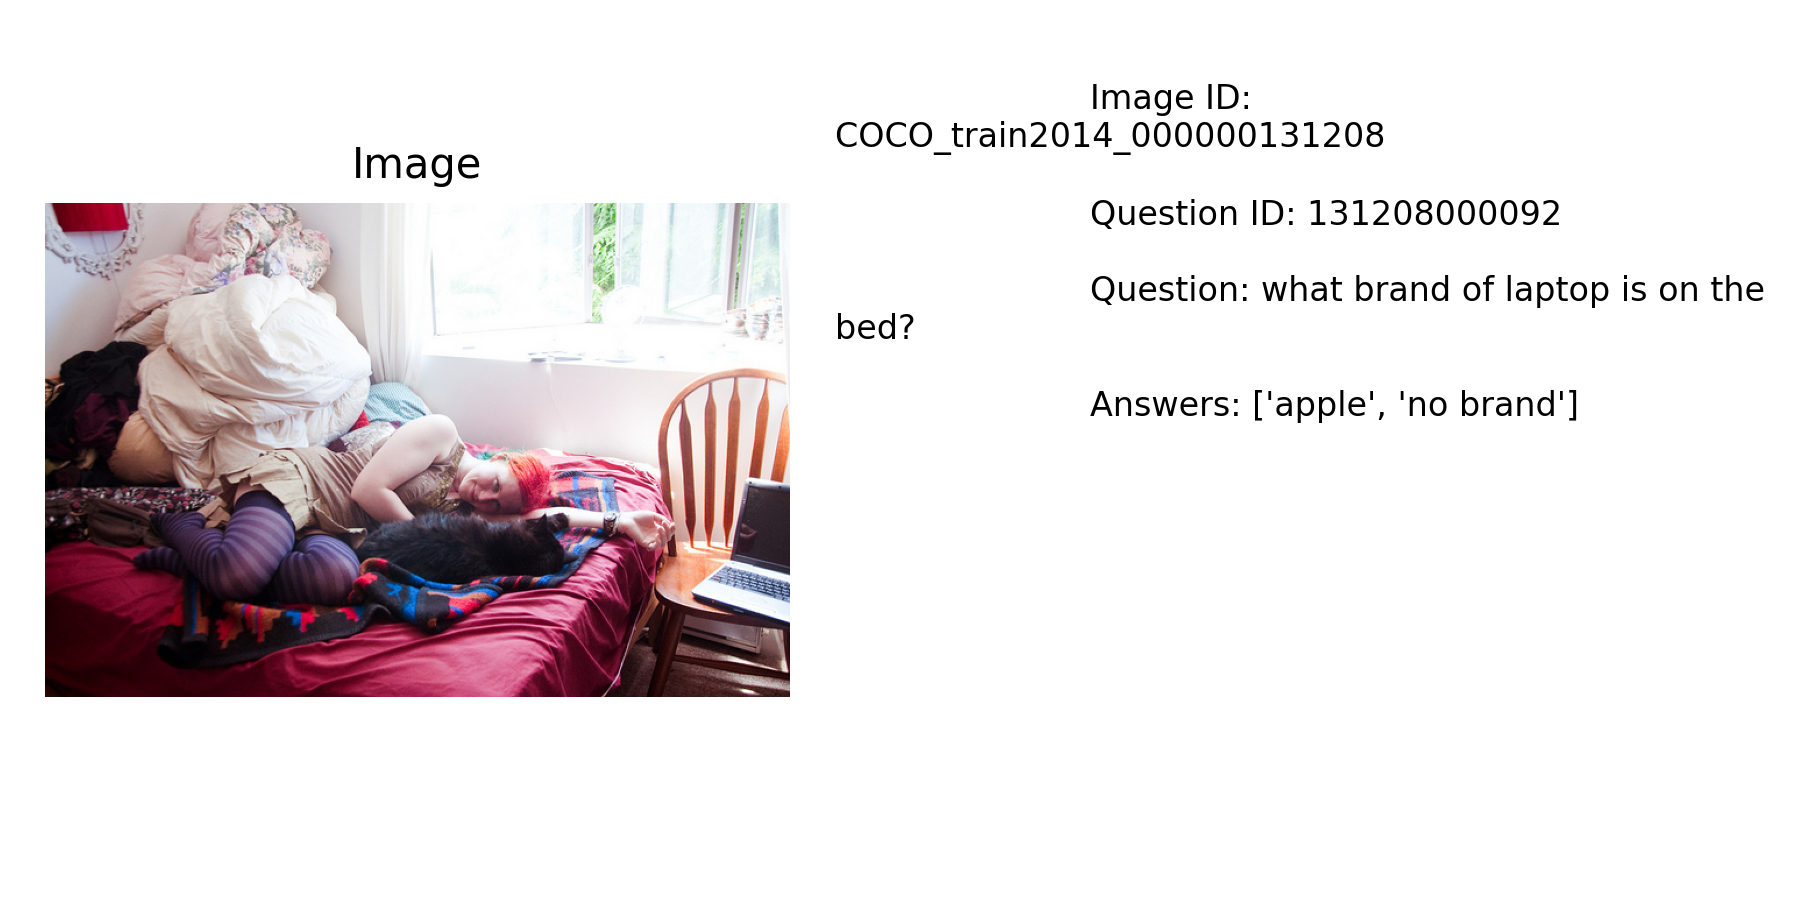 Image
Image ID:
COCO_train2014_000000131208
Question ID: 131208000092
Question: what brand of laptop is on the
bed?
Answers: ['apple', 'no brand']